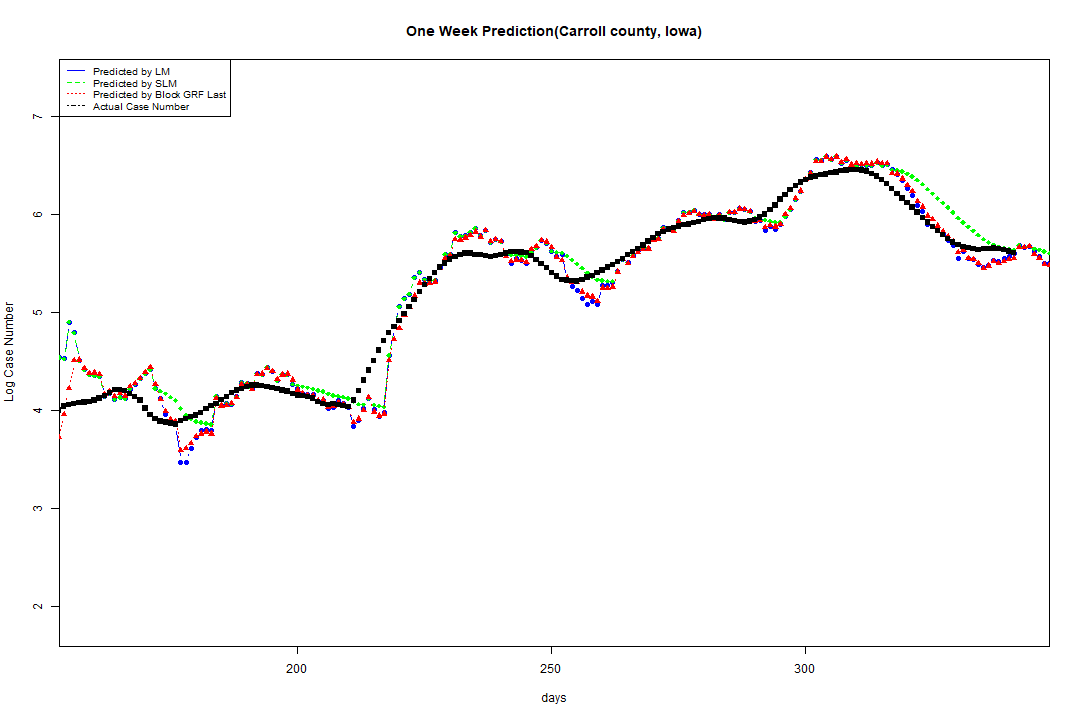 One Week Prediction(Carroll county, Iowa)
Predicted by LM
Predicted by SLM
Predicted by Block GRF Last
Actual Case Number
7
6
5
4
3
2
Log Case Number
200
250
300
days